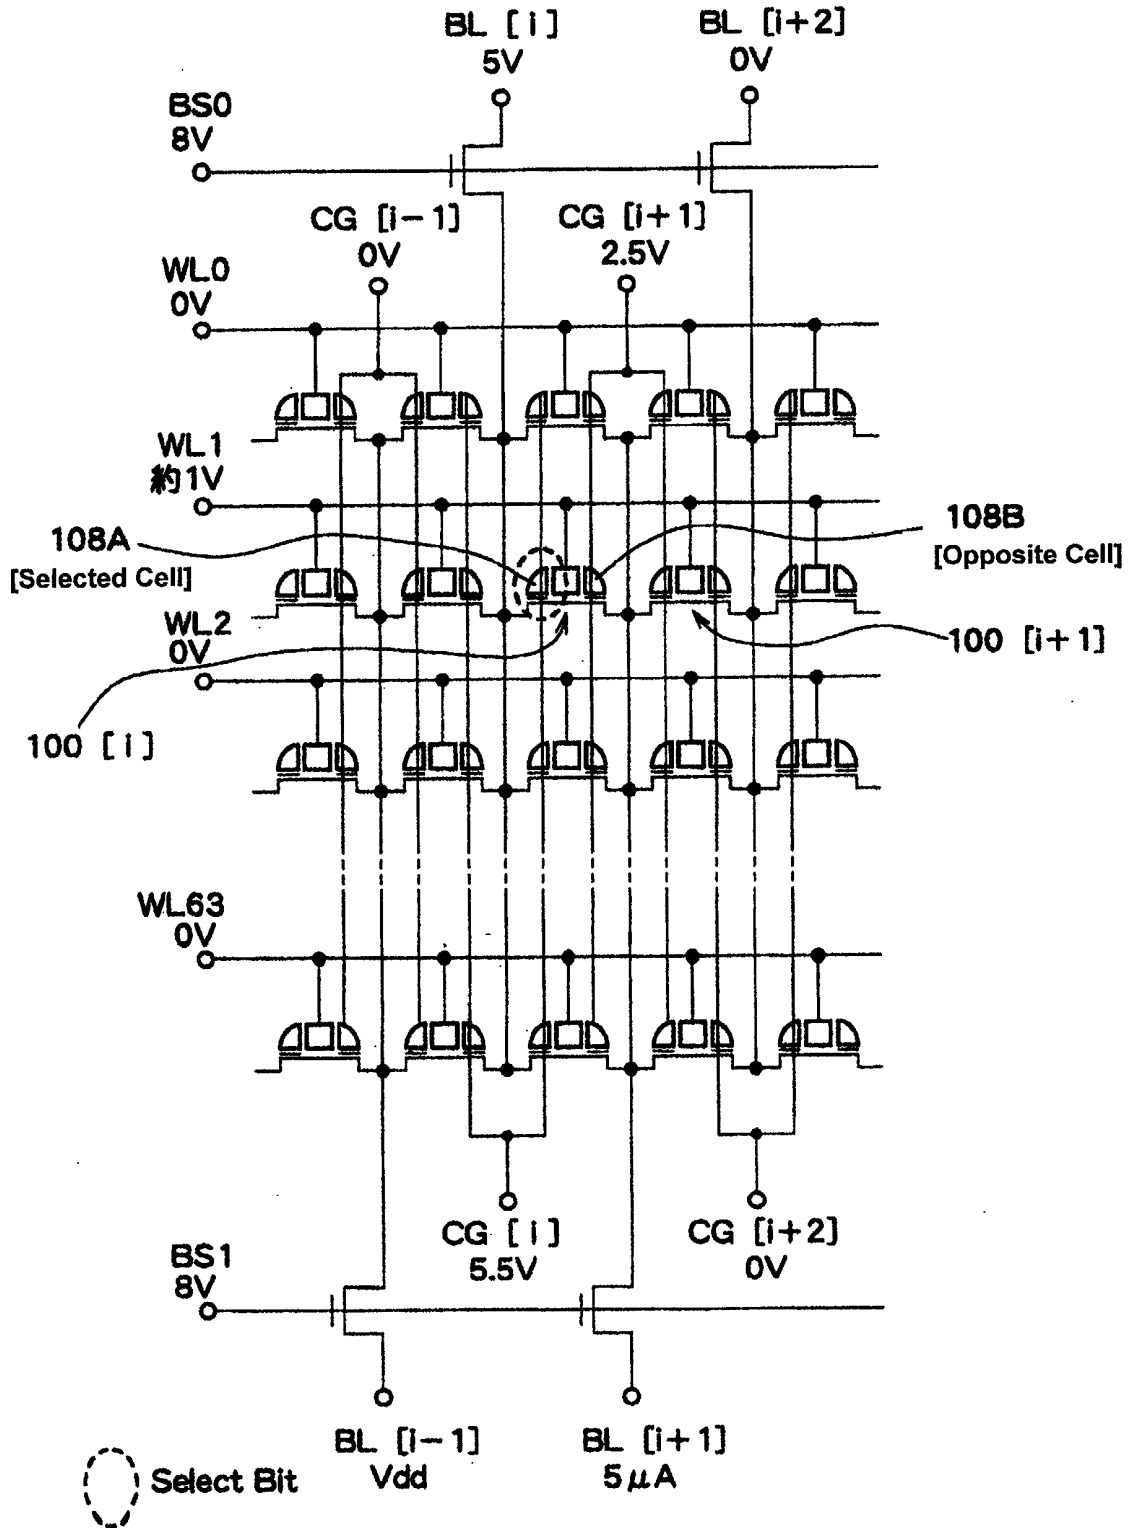 BL [i]
5V
BL [i+2]
0V
BS0
8V
CG [i-1]
0V
CG [i+1]
2.5V
WL0
0V
WL1
約1V
108A
[Selected Cell]
108B
[Opposite Cell]
WL2
0V
100 [i+1]
100 [i]
WL63
0V
CG [i]
5.5V
CG [i+2]
0V
BS1
8V
BL [i-1]
Vdd
BL [i+1]
5μA
Select Bit